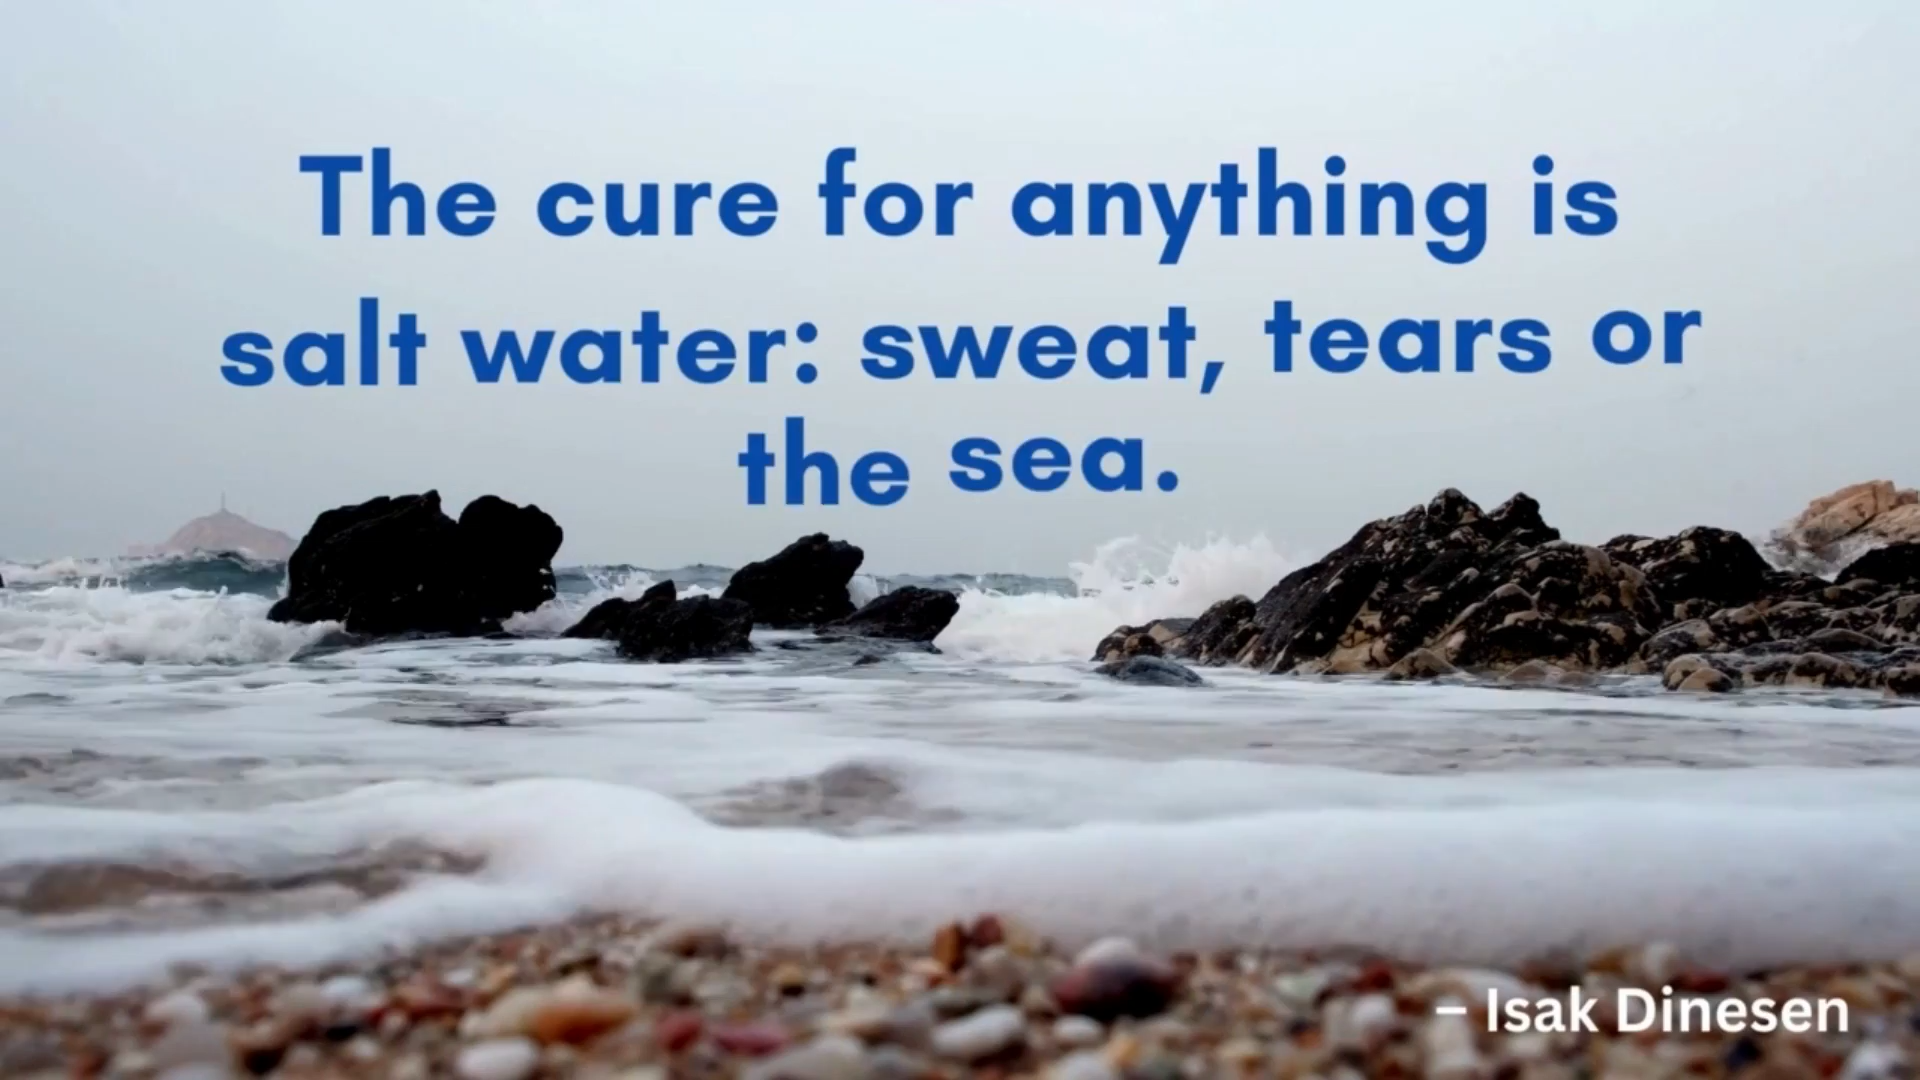 The cure for anything is
salt water: sweat, tears or
the sea.
– Isak Dinesen